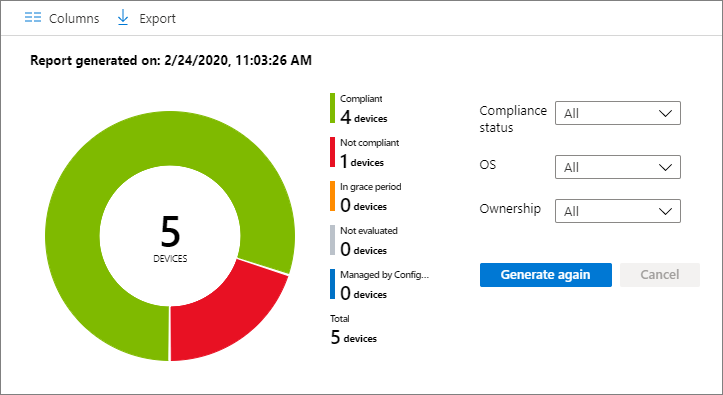 Columns Export
Report generated on: 2/24/2020, 11:03:26 AM
5
DEVICES
Compliant
4 devices
Not compliant
1 devices
In grace period
0 devices
Not evaluated
0 devices
Managed by Config...
0 devices
Total
5 devices
Compliance
status
All
OS
All
Ownership
All
Generate again
Cancel